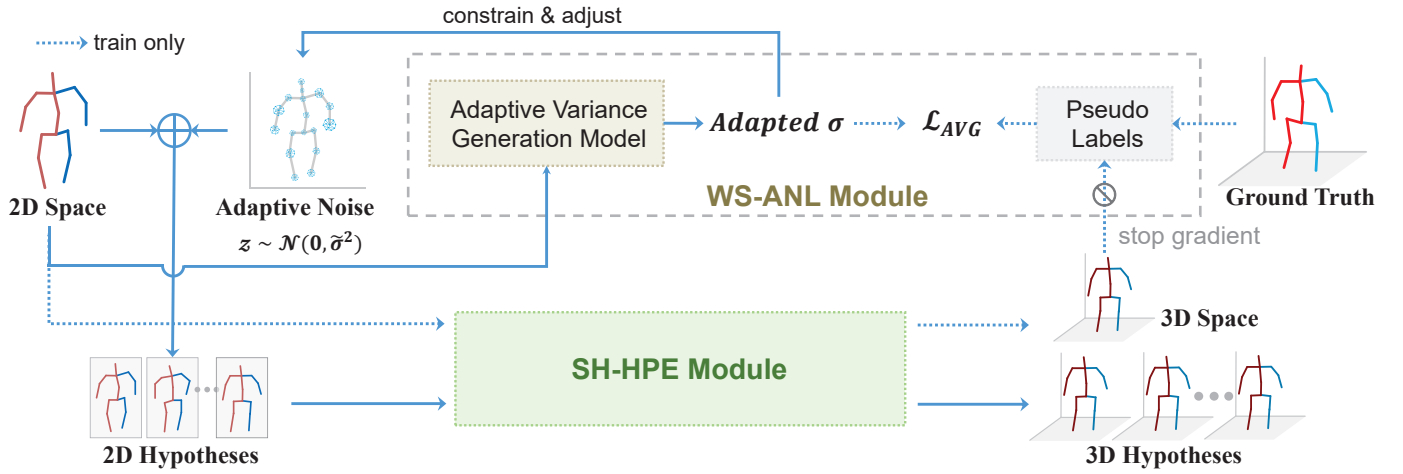 constrain & adjust
train only
Adaptive Variance
Generation Model
Adapted σ
ℒ_AVG
Pseudo
Labels
WS-ANL Module
2D Space
Adaptive Noise
z ~ 𝒩(0, σ̃²)
Ground Truth
stop gradient
3D Space
SH-HPE Module
2D Hypotheses
3D Hypotheses